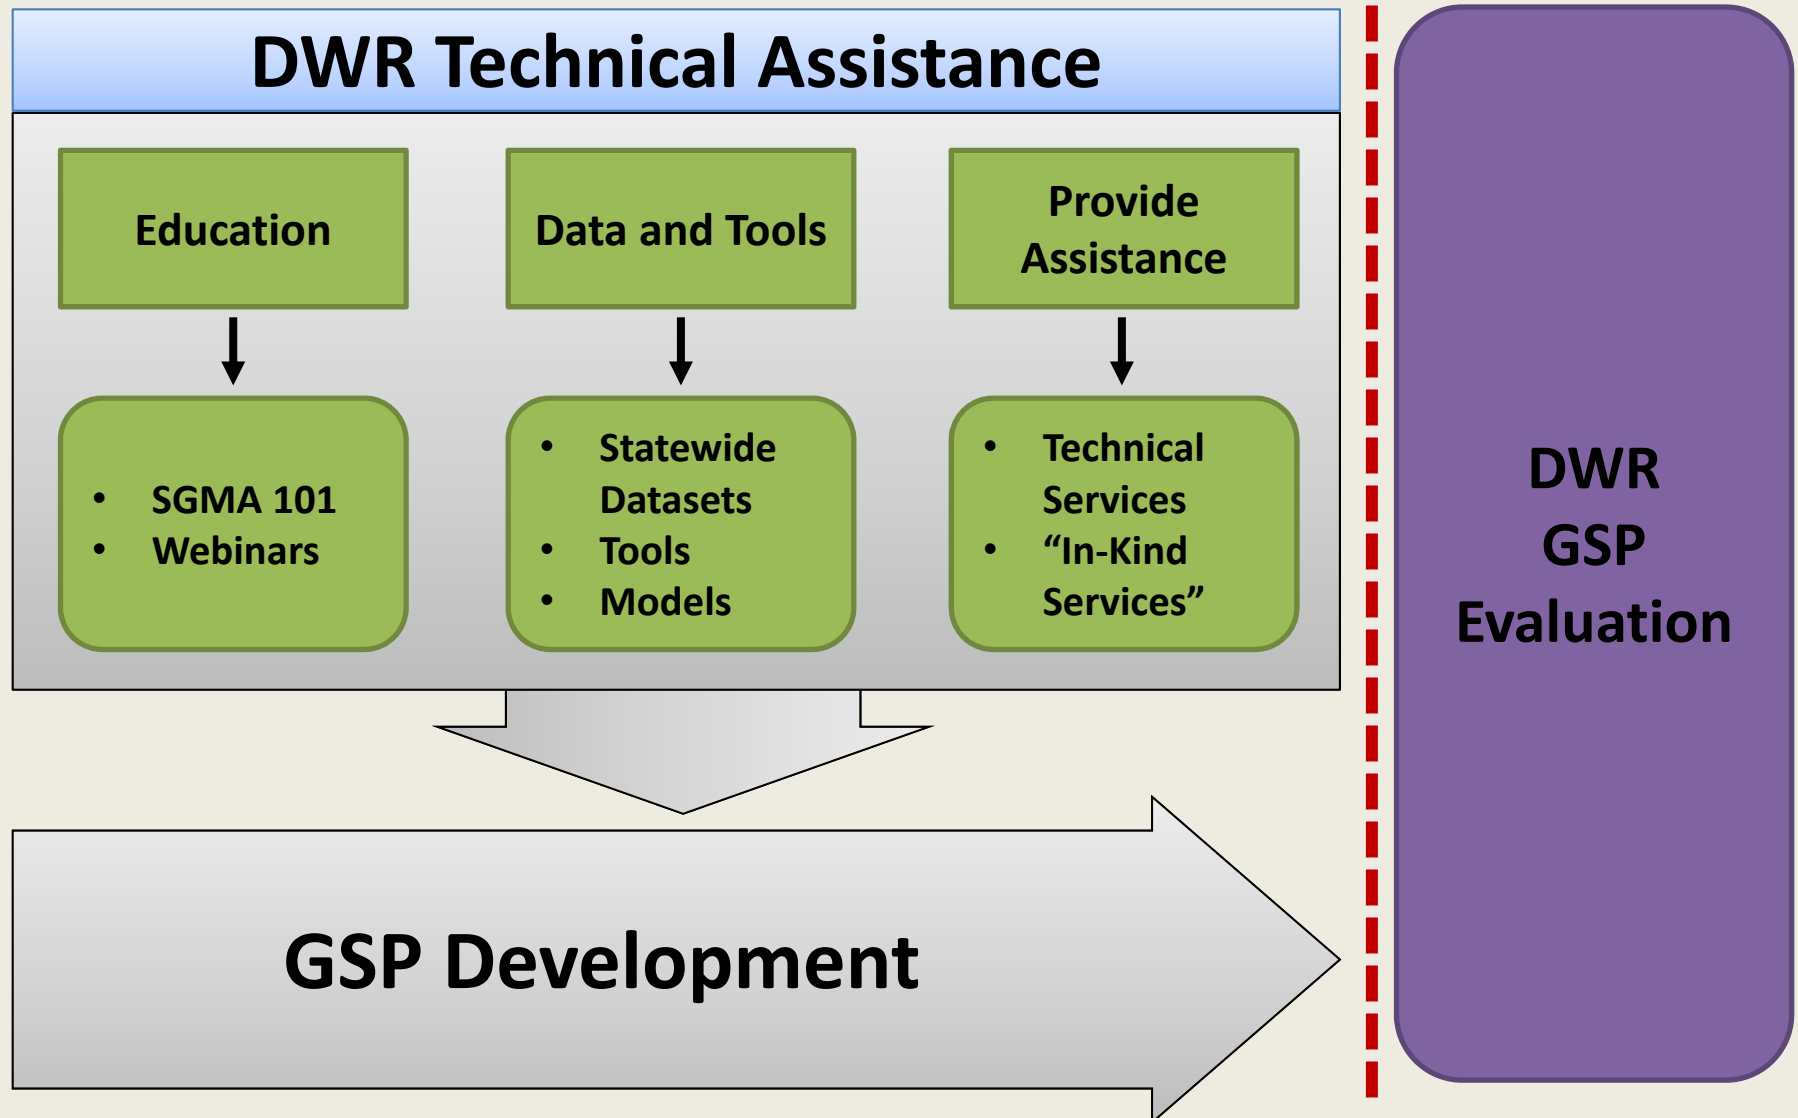 DWR Technical Assistance
Education
Data and Tools
Provide
Assistance
• SGMA 101
• Webinars
• Statewide
Datasets
• Tools
• Models
• Technical
Services
• “In-Kind
Services”
GSP Development
DWR
GSP
Evaluation